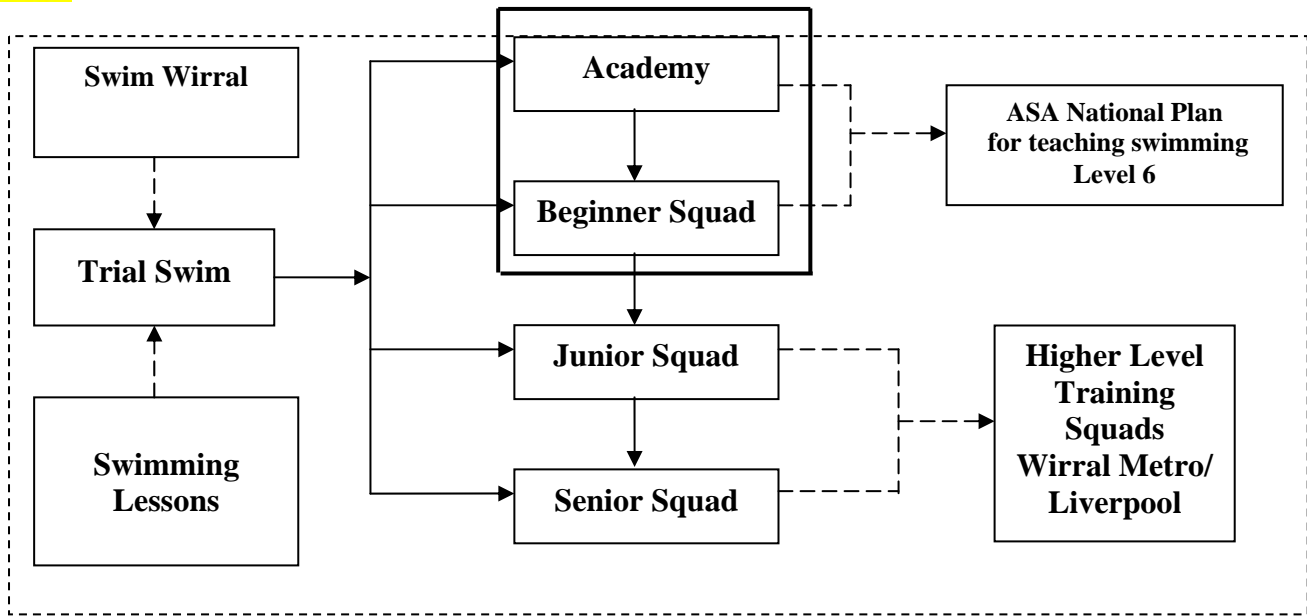 Swim Wirral
Trial Swim
Swimming
Lessons
Academy
Beginner Squad
Junior Squad
Senior Squad
ASA National Plan
for teaching swimming
Level 6
Higher Level
Training
Squads
Wirral Metro/
Liverpool